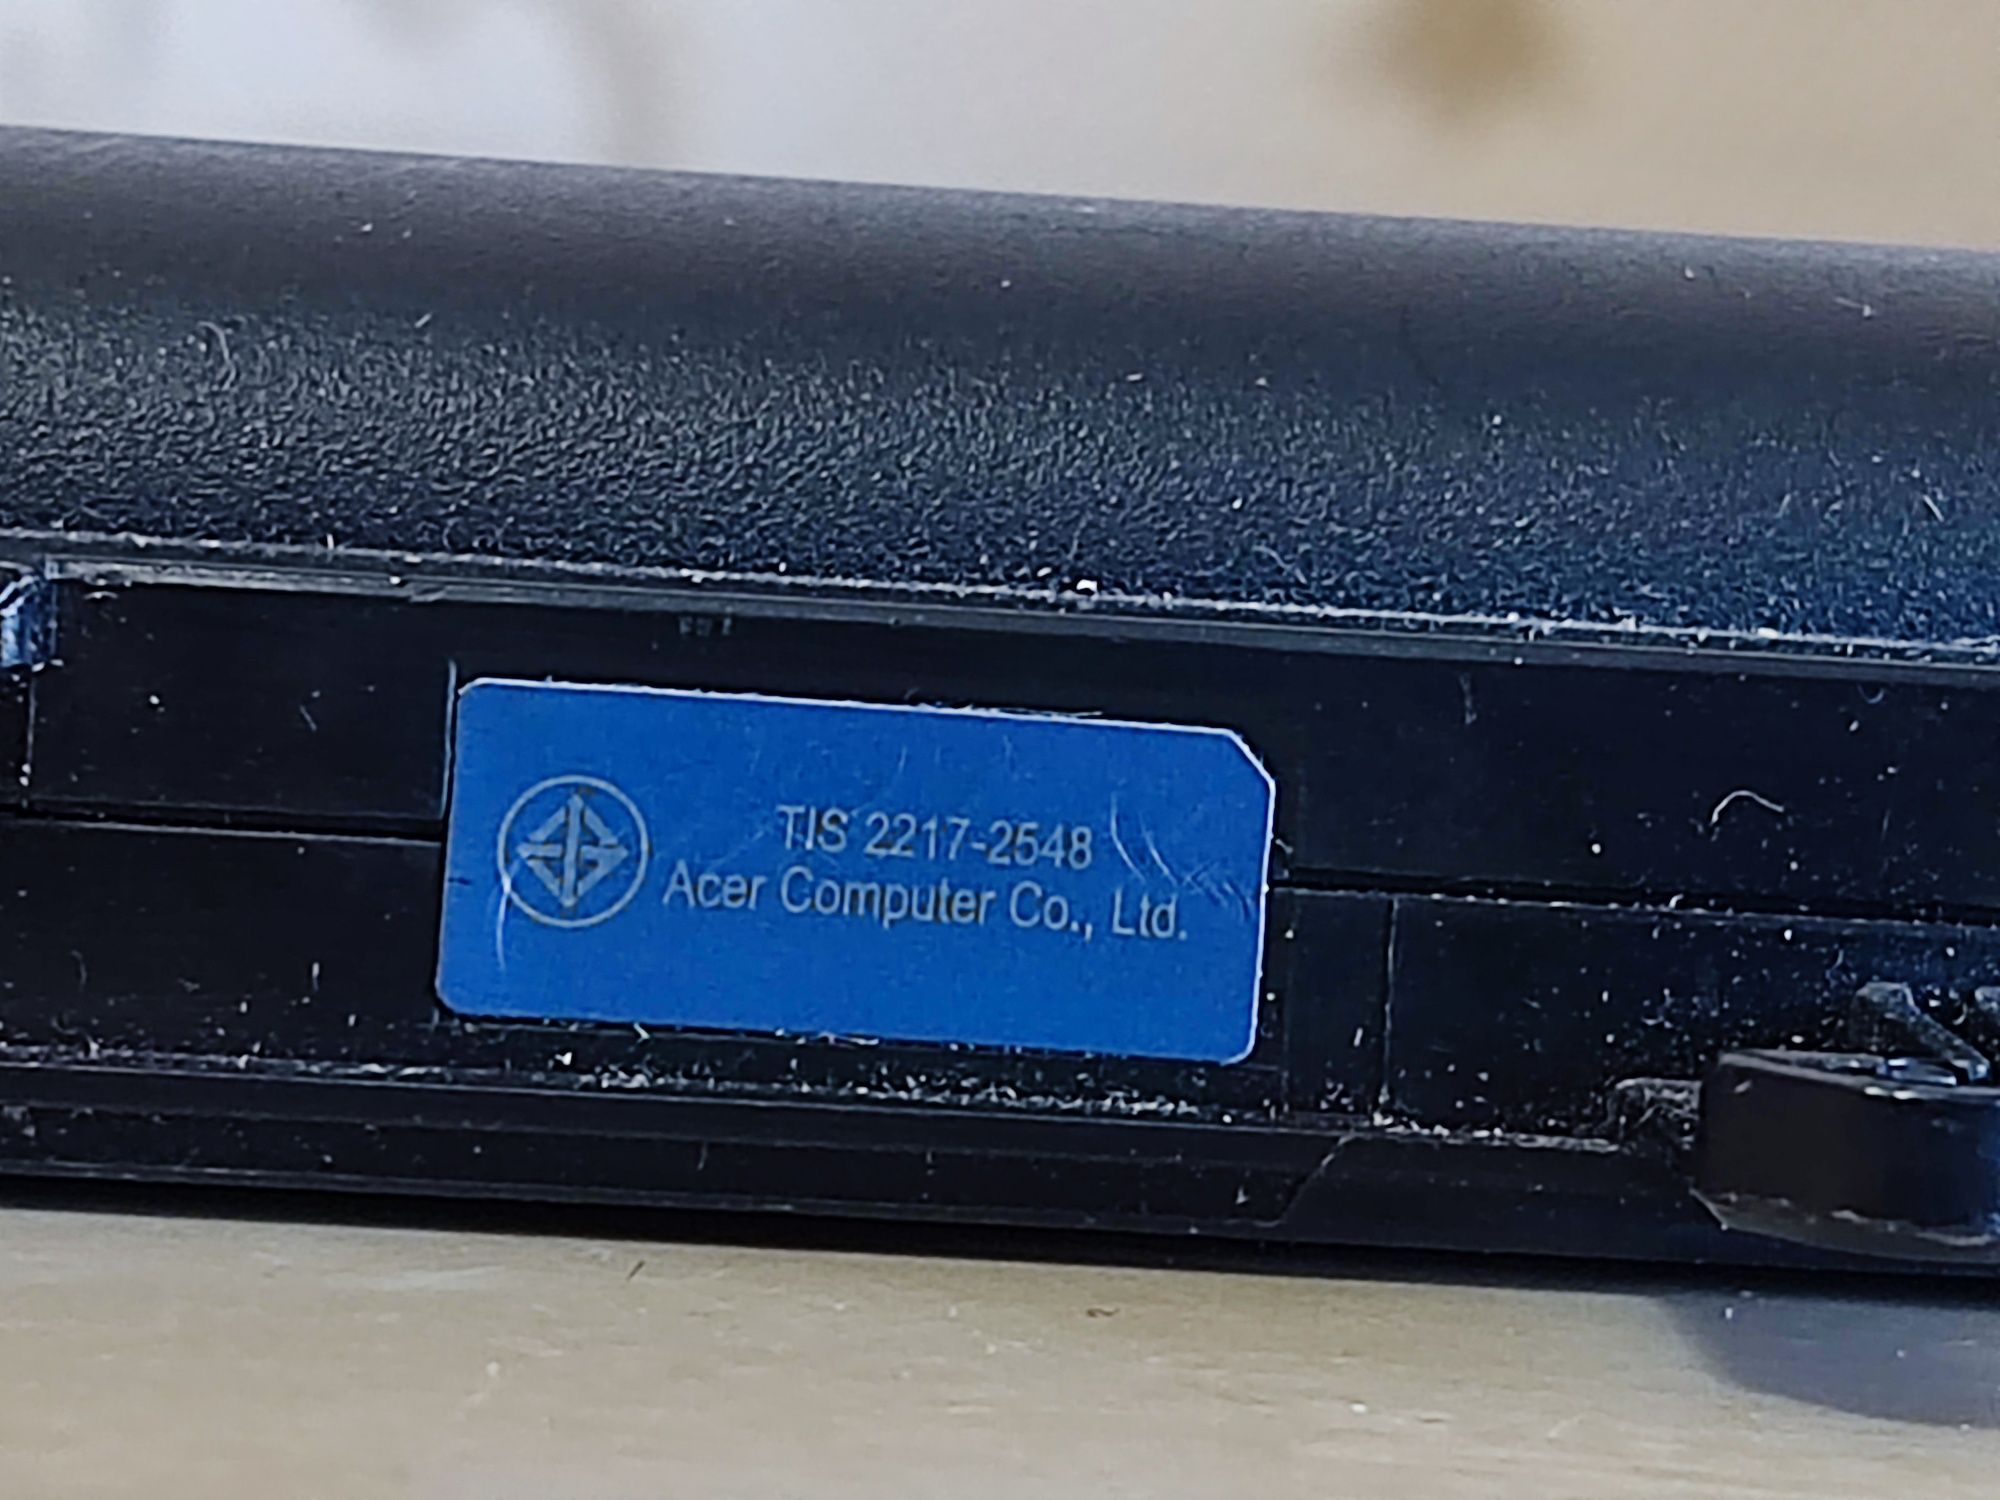 TIS 2217-2548
Acer Computer Co., Ltd.